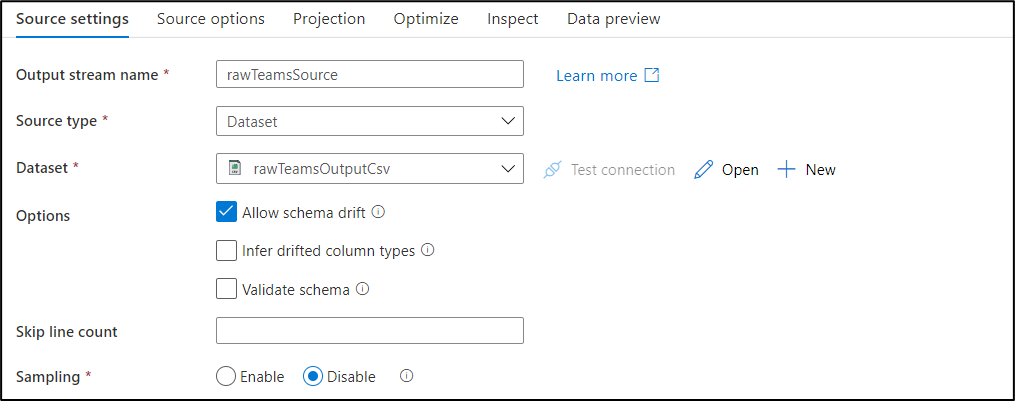 Source settings Source options Projection Optimize Inspect Data preview
Output stream name * rawTeamsSource Learn more
Source type * Dataset
Dataset * rawTeamsOutputCsv Test connection Open New
Options Allow schema drift
Infer drifted column types
Validate schema
Skip line count
Sampling * Enable Disable